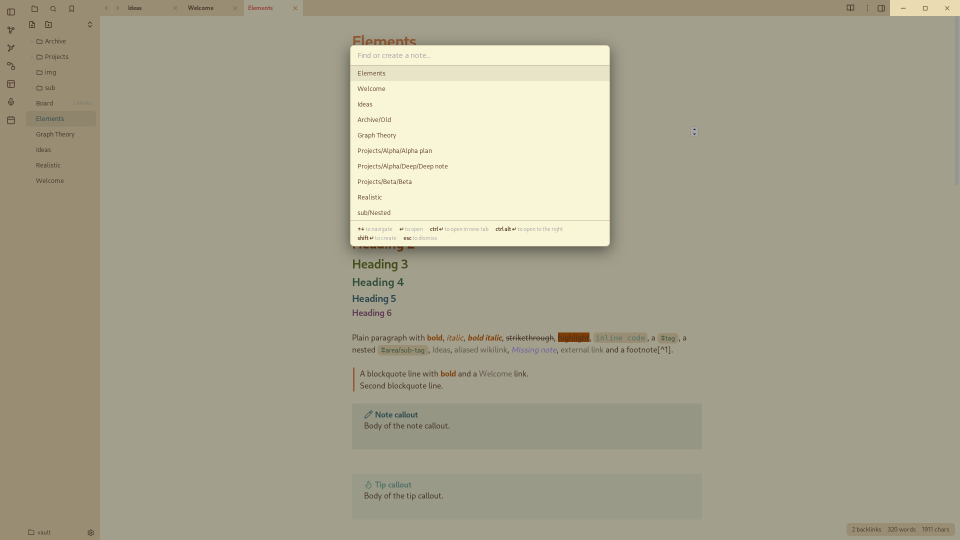 Ideas
Welcome
Elements
Archive
Projects
img
sub
Board
Elements
Graph Theory
Ideas
Realistic
Welcome
vault
Elements
Find or create a note...
Elements
Welcome
Ideas
Archive/Old
Graph Theory
Projects/Alpha/Alpha plan
Projects/Alpha/Deep/Deep note
Projects/Beta/Beta
Realistic
sub/Nested
to navigate ↵ to open ctrl ↵ to open in new tab ctrl alt ↵ to open to the right
shift ↵ to create esc to dismiss
Heading 2
Heading 3
Heading 4
Heading 5
Heading 6
Plain paragraph with bold, italic, bold italic, strikethrough, highlight, inline code, a #tag, a
nested #area/sub-tag, Ideas, aliased wikilink, Missing note, external link and a footnote[^1].
A blockquote line with bold and a Welcome link.
Second blockquote line.
Note callout
Body of the note callout.
Tip callout
Body of the tip callout.
2 backlinks 320 words 1911 chars